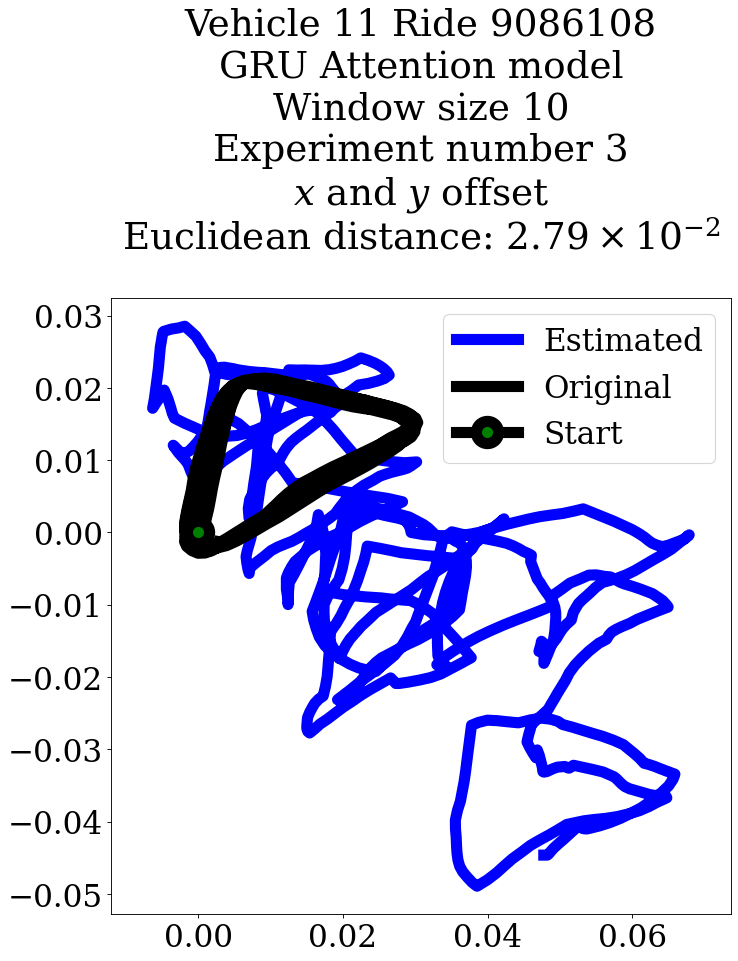 Vehicle 11 Ride 9086108
GRU Attention model
Window size 10
Experiment number 3
x and y offset
Euclidean distance: 2.79 × 10⁻²
Estimated
Original
Start
0.03
0.02
0.01
0.00
−0.01
−0.02
−0.03
−0.04
−0.05
0.00 0.02 0.04 0.06